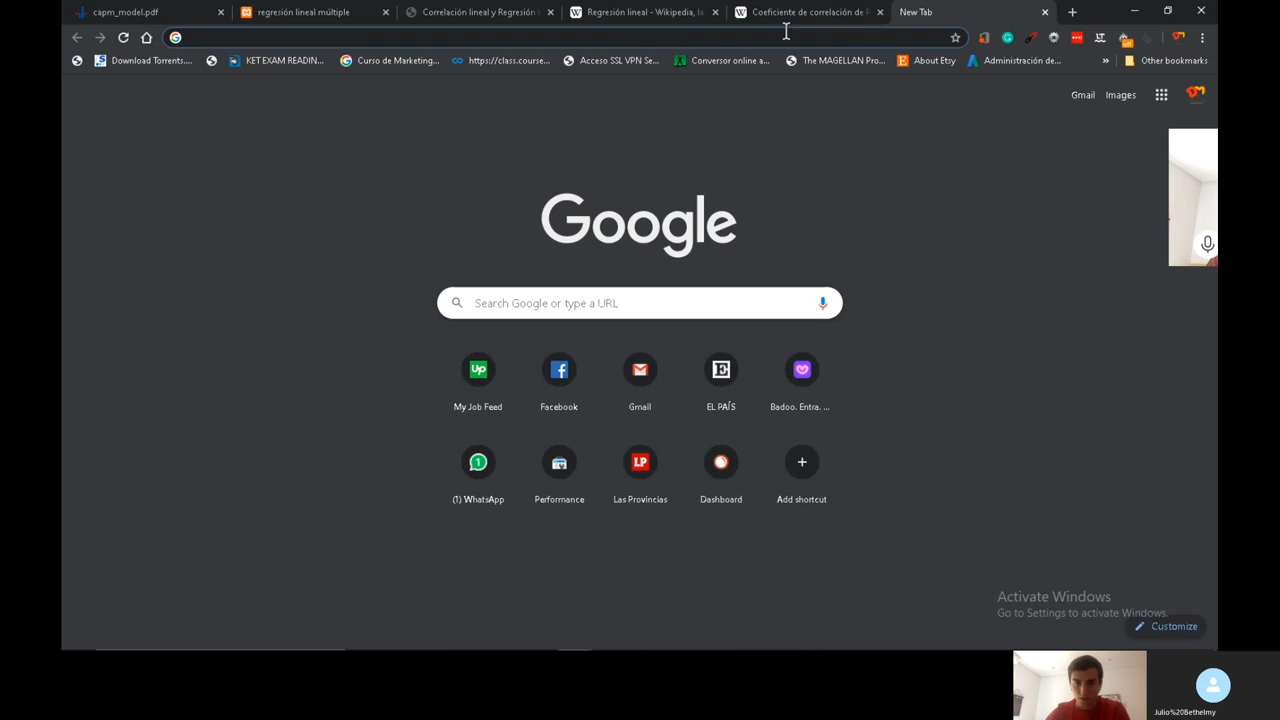 capm_model.pdf
regresión lineal múltiple
Correlación lineal y Regresión l
Regresión lineal - Wikipedia, la
Coeficiente de correlación de P
New Tab
Download Torrents....
KET EXAM READIN...
Curso de Marketing...
https://class.course...
Acceso SSL VPN Se...
Conversor online a...
The MAGELLAN Pro...
About Etsy
Administración de...
»
Other bookmarks
Gmail
Images
Google
Search Google or type a URL
My Job Feed
Facebook
Gmail
EL PAÍS
Badoo. Entra. ...
(1) WhatsApp
Performance
Las Provincias
Dashboard
Add shortcut
Activate Windows
Go to Settings to activate Windows.
Customize
Julio%20Bethelmy